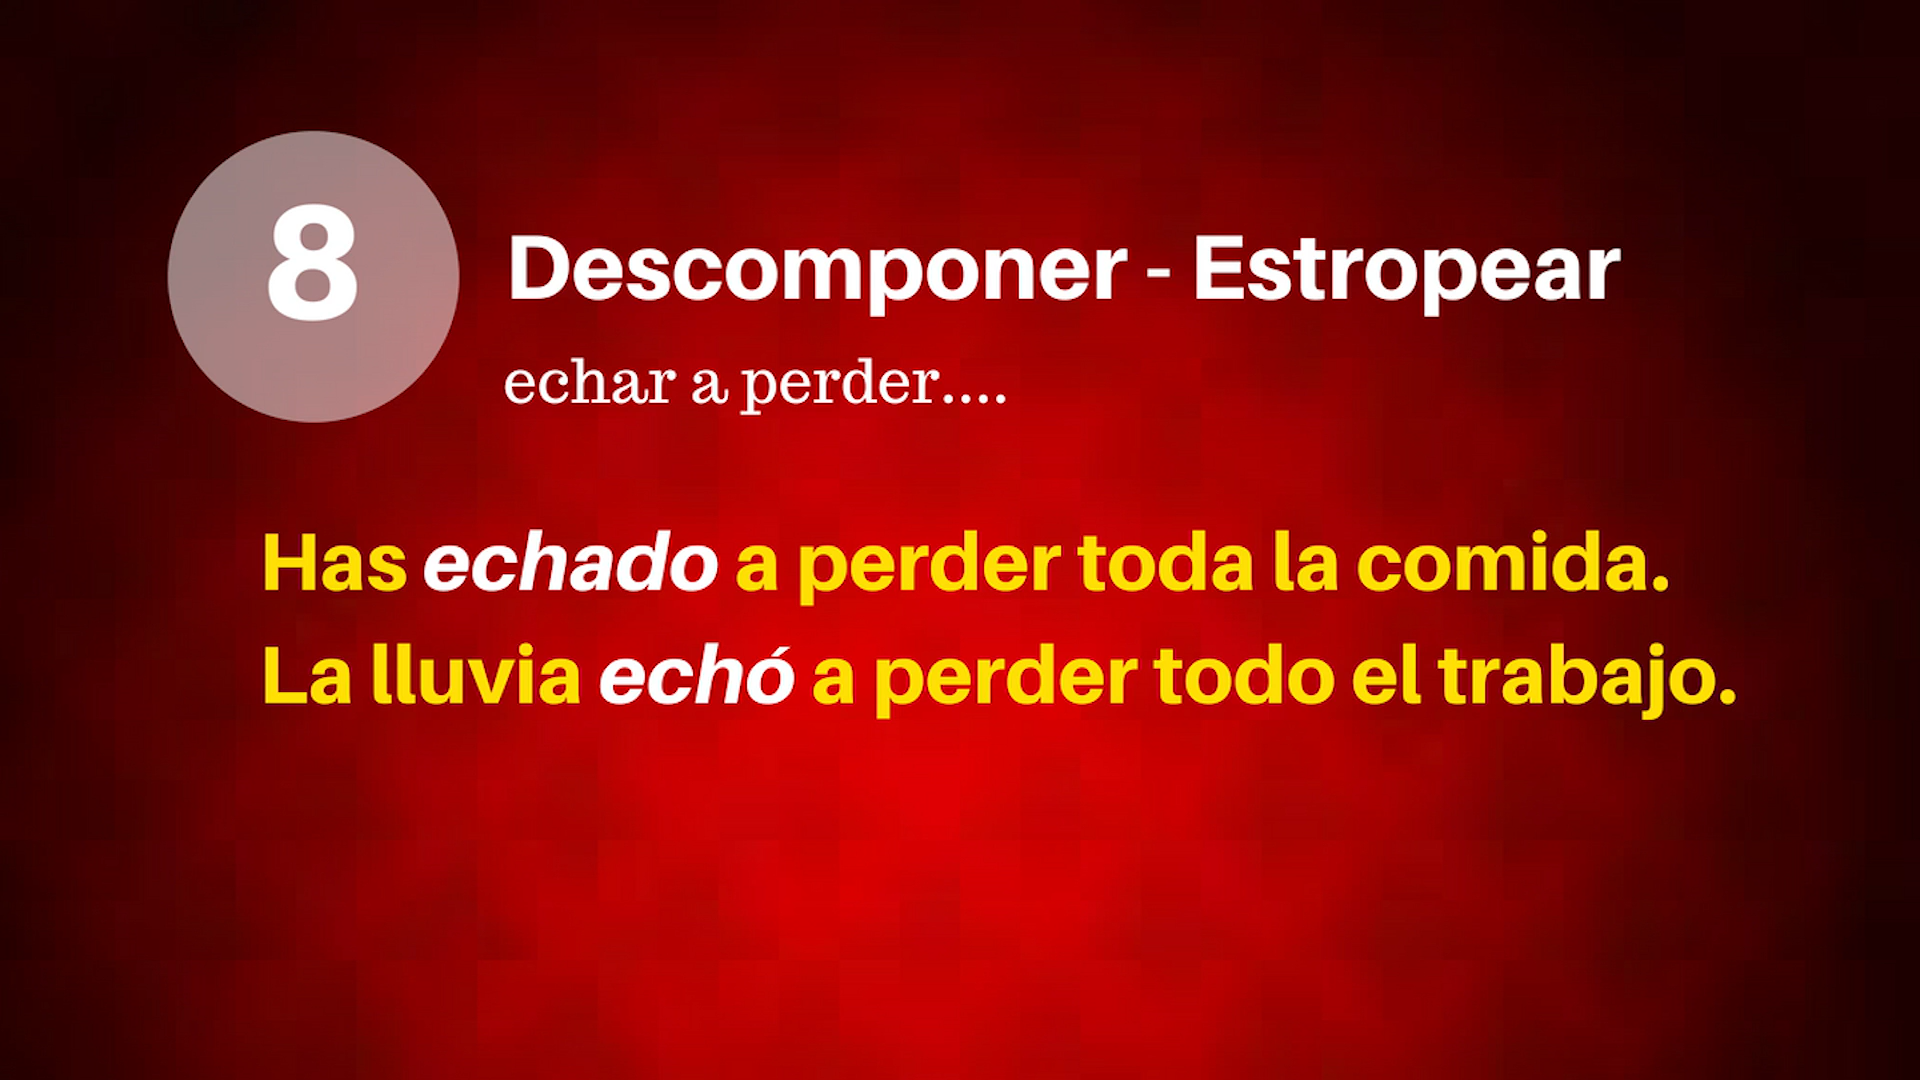 8
Descomponer - Estropear
echar a perder....
Has echado a perder toda la comida.
La lluvia echó a perder todo el trabajo.